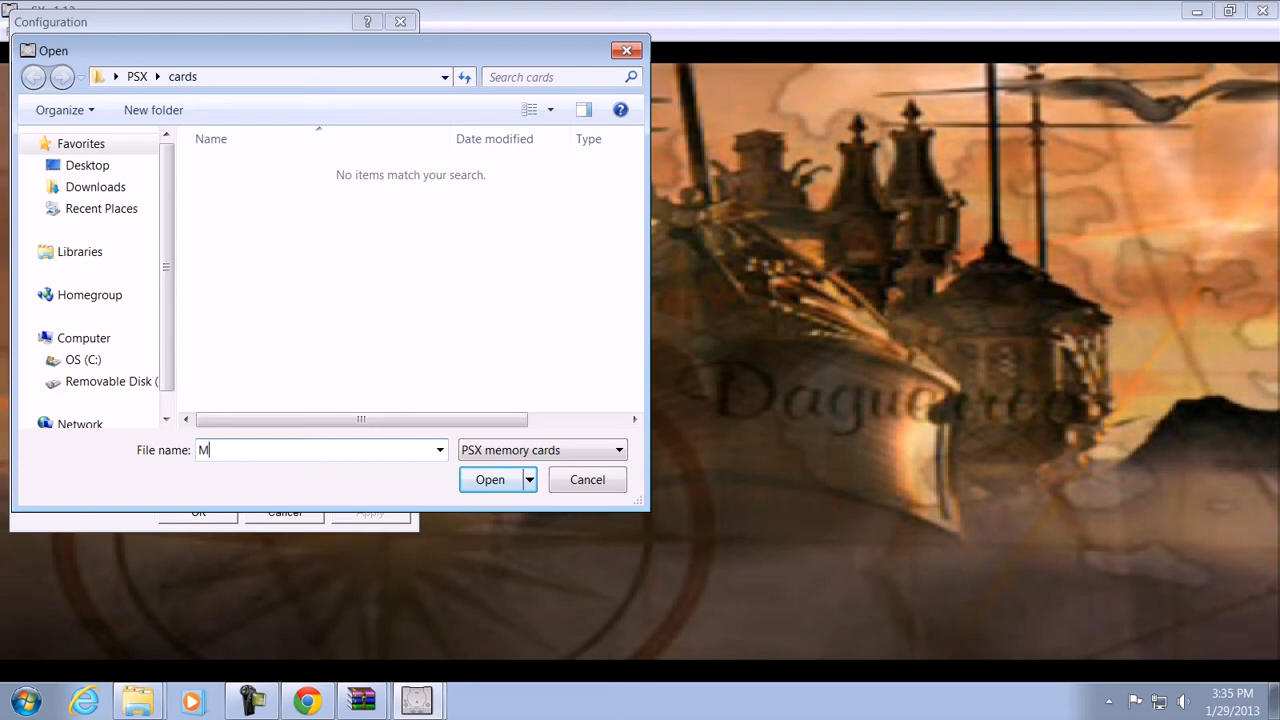 Configuration
Open
PSX
cards
Search cards
Organize
New folder
Name
Date modified
Type
Favorites
Desktop
Downloads
Recent Places
Libraries
Homegroup
Computer
OS (C:)
Removable Disk (
Network
No items match your search.
File name:
M
PSX memory cards
Open
Cancel
OK
Cancel
Apply
Daguerreos
3:35 PM
1/29/2013